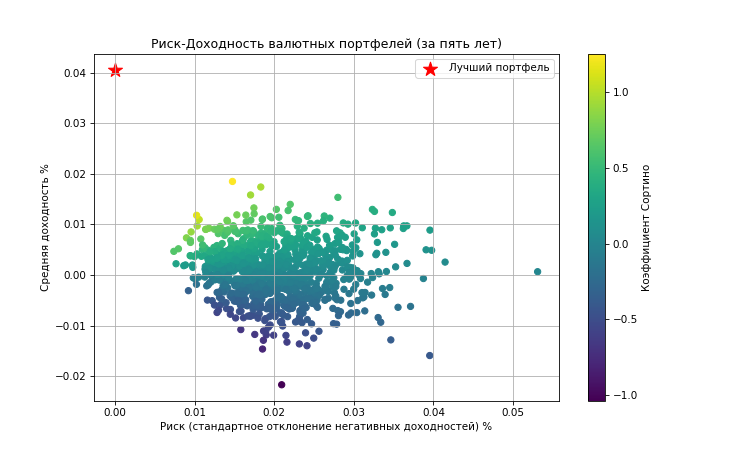 Риск-Доходность валютных портфелей (за пять лет)
Лучший портфель
Средняя доходность %
0.04
0.03
0.02
0.01
0.00
−0.01
−0.02
0.00 0.01 0.02 0.03 0.04 0.05
Риск (стандартное отклонение негативных доходностей) %
1.0
0.5
0.0
−0.5
−1.0
Коэффициент Сортино